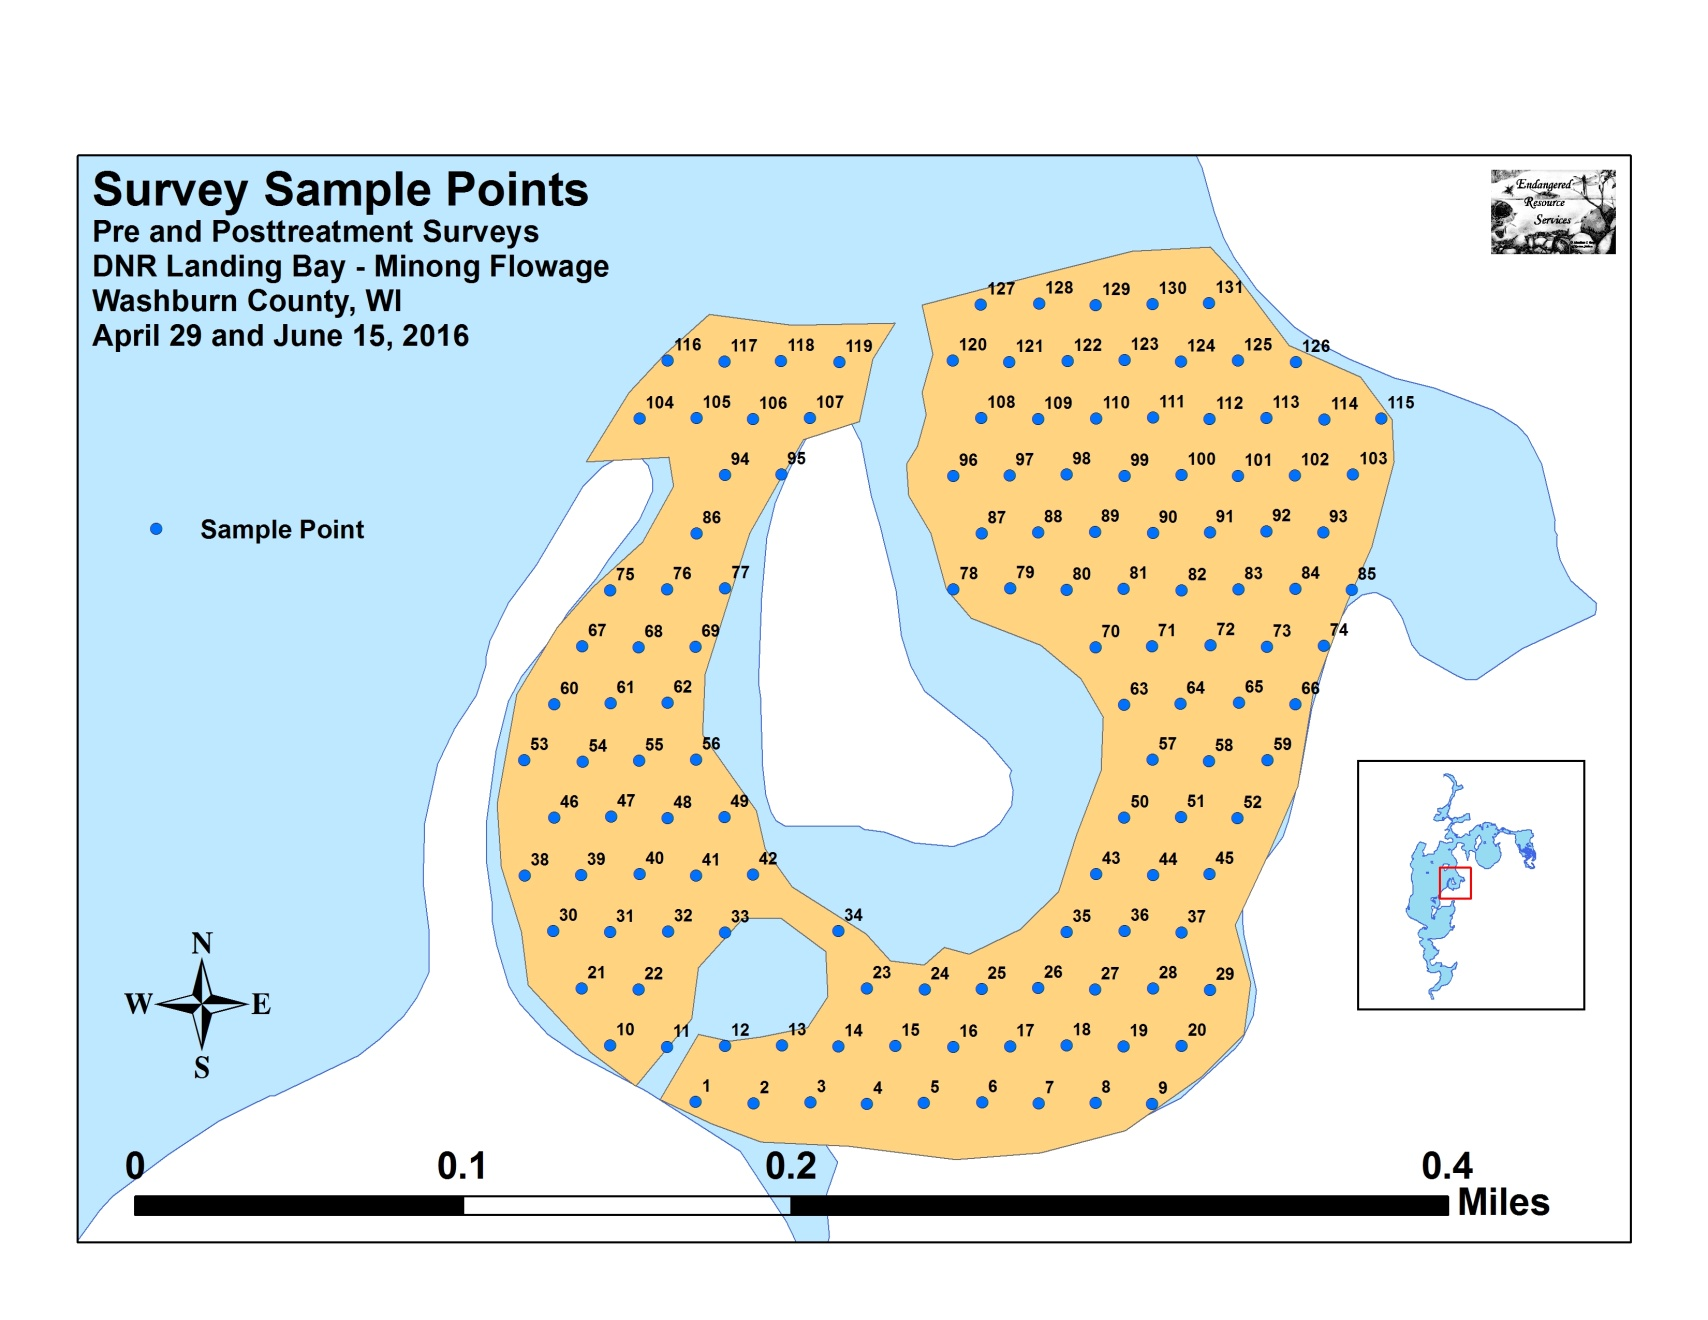 Survey Sample Points
Pre and Posttreatment Surveys
DNR Landing Bay - Minong Flowage
Washburn County, WI
April 29 and June 15, 2016
Endangered
Resource
Services
127 128 129 130 131
116 117 118 119 120 121 122 123 124 125 126
104 105 106 107 108 109 110 111 112 113 114 115
94 95 96 97 98 99 100 101 102 103
Sample Point
86 87 88 89 90 91 92 93
75 76 77 78 79 80 81 82 83 84 85
67 68 69 70 71 72 73 74
60 61 62 63 64 65 66
53 54 55 56 57 58 59
46 47 48 49 50 51 52
38 39 40 41 42 43 44 45
30 31 32 33 34 35 36 37
N
21 22 23 24 25 26 27 28 29
W E
10 11 12 13 14 15 16 17 18 19 20
S
1 2 3 4 5 6 7 8 9
0 0.1 0.2 0.4
Miles